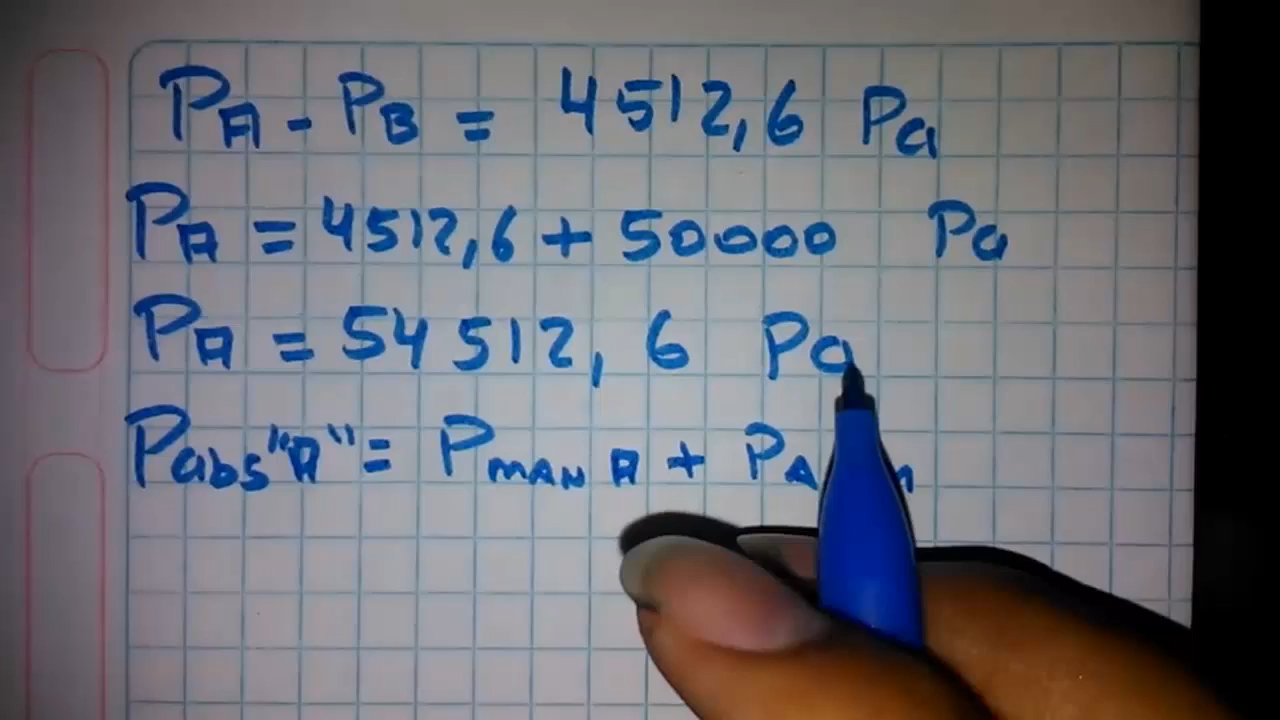 PA - PB = 4512,6 Pa
PA = 4512,6 + 50000 Pa
PA = 54512,6 Pa
Pabs"A" = PMAN A + P